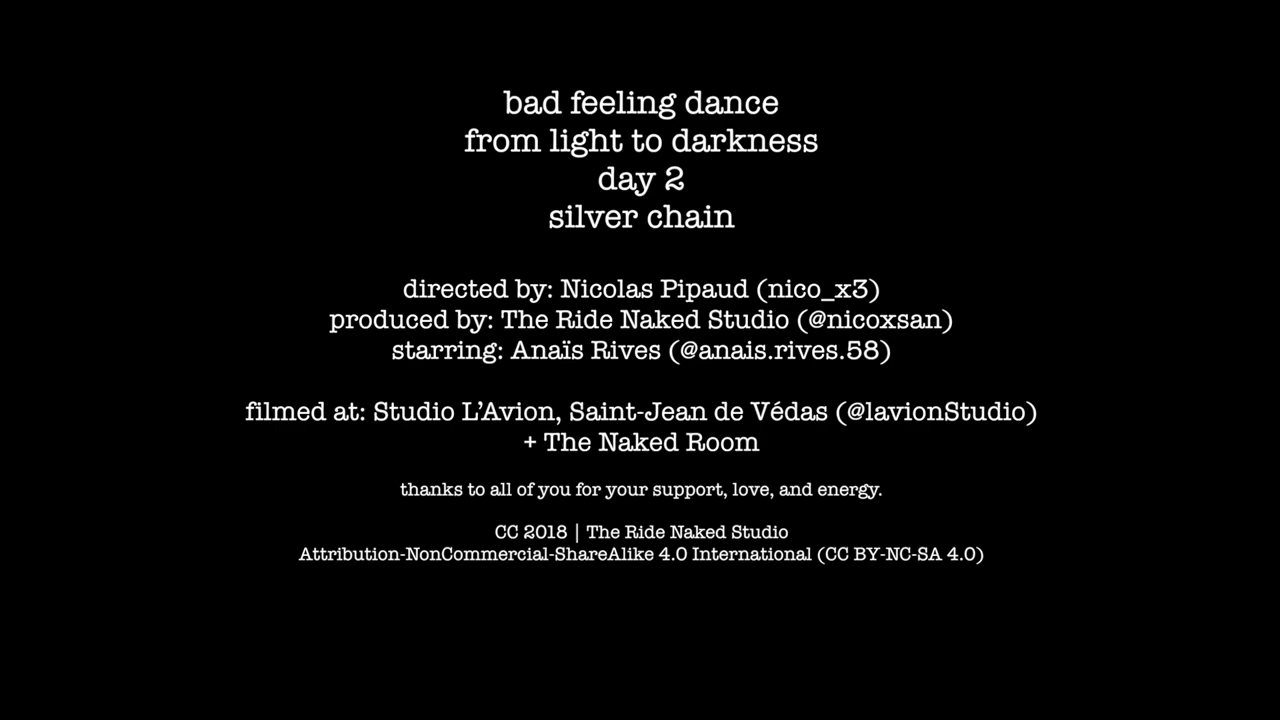 bad feeling dance
from light to darkness
day 2
silver chain
directed by: Nicolas Pipaud (nico_x3)
produced by: The Ride Naked Studio (@nicoxsan)
starring: Anaïs Rives (@anais.rives.58)
filmed at: Studio L’Avion, Saint-Jean de Védas (@lavionStudio)
+ The Naked Room
thanks to all of you for your support, love, and energy.
CC 2018 | The Ride Naked Studio
Attribution-NonCommercial-ShareAlike 4.0 International (CC BY-NC-SA 4.0)